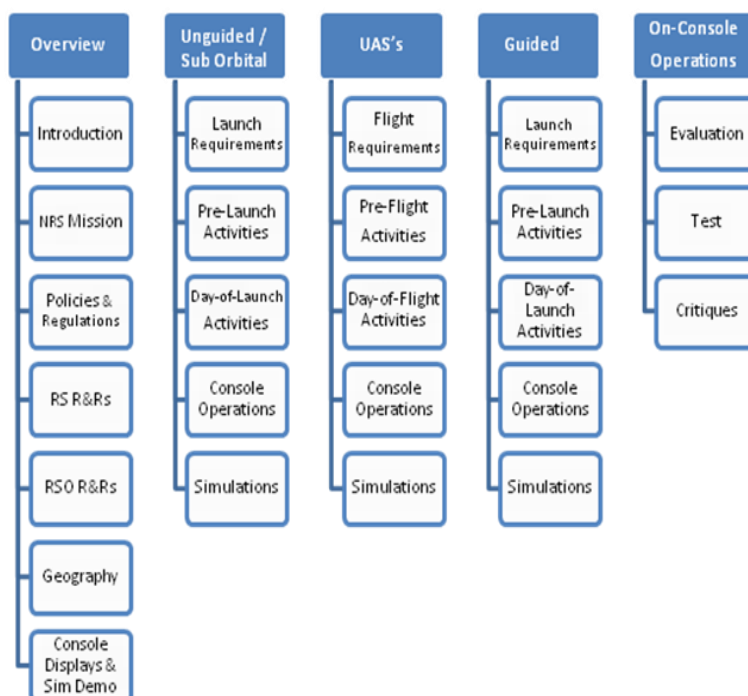 Overview
Introduction
NRS Mission
Policies &
Regulations
RS R&Rs
RSO R&Rs
Geography
Console
Displays &
Sim Demo
Unguided /
Sub Orbital
Launch
Requirements
Pre-Launch
Activities
Day-of-Launch
Activities
Console
Operations
Simulations
UAS's
Flight
Requirements
Pre-Flight
Activities
Day-of-Flight
Activities
Console
Operations
Simulations
Guided
Launch
Requirements
Pre-Launch
Activities
Day-of-
Launch
Activities
Console
Operations
Simulations
On-Console
Operations
Evaluation
Test
Critiques